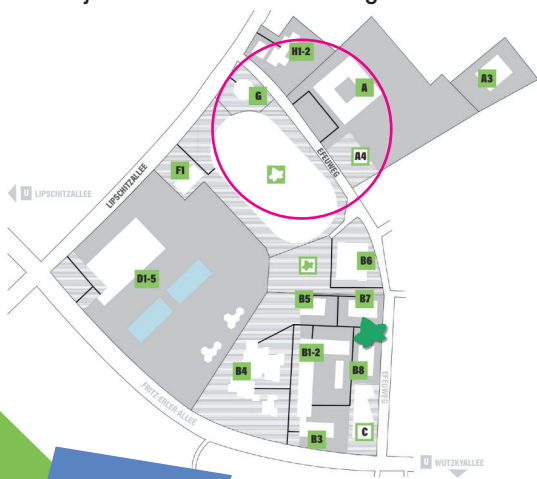 H1-2
A
A3
G
A4
EFEUWEG
F1
LIPSCHITZALLEE
U LIPSCHITZALLEE
B6
D1-5
B5
B7
B1-2
B4
B8
EFEUWEG
FRITZ-ERLER-ALLEE
B3
C
U WUTZKYALLEE